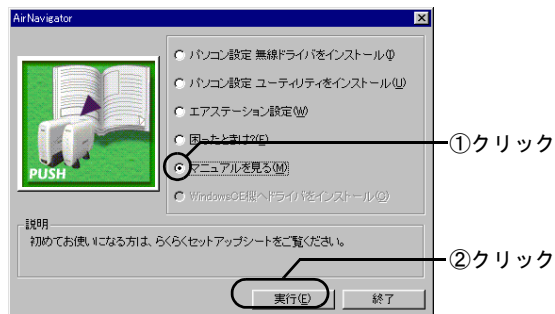 AirNavigator
パソコン設定 無線ドライバをインストール(I)
パソコン設定 ユーティリティをインストール(U)
エアステーション設定(W)
困ったときは?(F)
①クリック
マニュアルを見る(M)
WindowsCE機へドライバをインストール(C)
PUSH
説明
初めてお使いになる方は、らくらくセットアップシートをご覧ください。
②クリック
実行(E)
終了